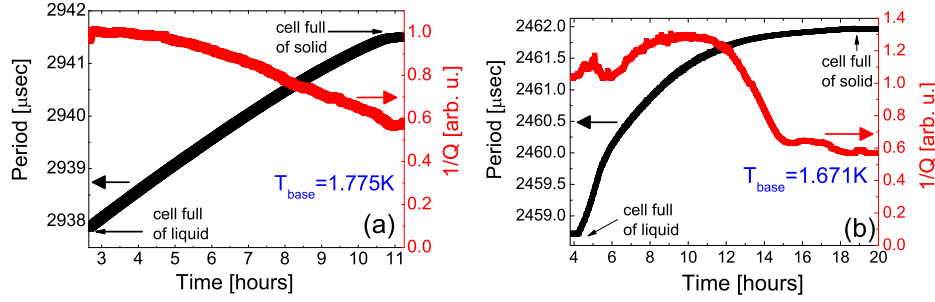 2942
2941
2940
2939
2938
Period [μsec]
cell full
of solid
cell full
of liquid
T_base=1.775K
(a)
1.0
0.8
0.6
0.4
0.2
0.0
1/Q [arb. u.]
3 4 5 6 7 8 9 10 11
Time [hours]
2462.0
2461.5
2461.0
2460.5
2460.0
2459.5
2459.0
Period [μsec]
cell full
of solid
cell full
of liquid
T_base=1.671K
(b)
1.4
1.2
1.0
0.8
0.6
0.4
0.2
0.0
1/Q [arb. u.]
4 6 8 10 12 14 16 18 20
Time [hours]